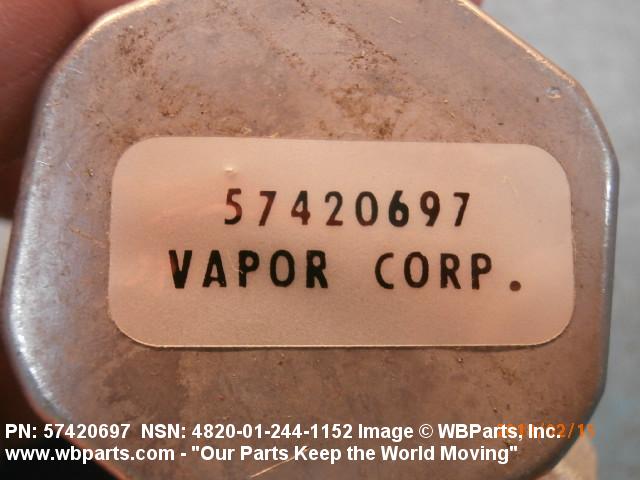 57420697
VAPOR CORP.
PN: 57420697 NSN: 4820-01-244-1152 Image © WBParts, Inc.
www.wbparts.com - "Our Parts Keep the World Moving"